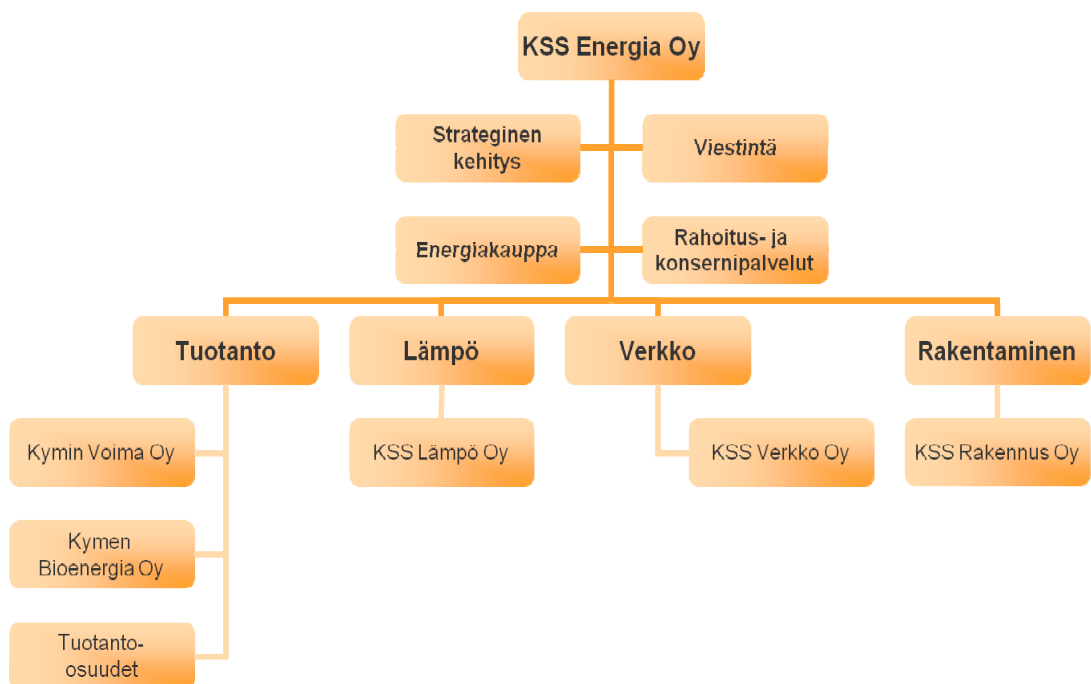 KSS Energia Oy
Strateginen
kehitys
Viestintä
Energiakauppa
Rahoitus- ja
konsernipalvelut
Tuotanto
Lämpö
Verkko
Rakentaminen
Kymin Voima Oy
KSS Lämpö Oy
KSS Verkko Oy
KSS Rakennus Oy
Kymen
Bioenergia Oy
Tuotanto-
osuudet